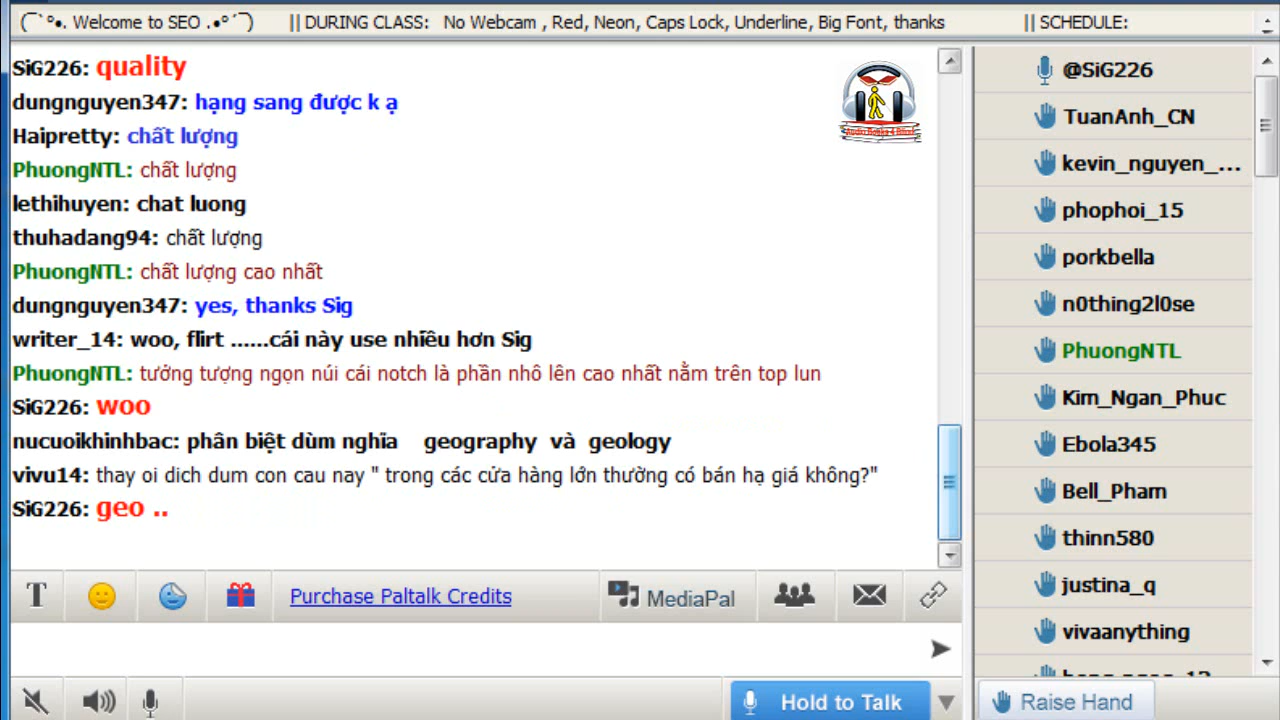 (¯`°•. Welcome to SEO .•°´¯) || DURING CLASS: No Webcam , Red, Neon, Caps Lock, Underline, Big Font, thanks || SCHEDULE:
SiG226: quality
dungnguyen347: hạng sang được k ạ
Haipretty: chất lượng
PhuongNTL: chất lượng
lethihuyen: chat luong
thuhadang94: chất lượng
PhuongNTL: chất lượng cao nhất
dungnguyen347: yes, thanks Sig
writer_14: woo, flirt ......cái này use nhiều hơn Sig
PhuongNTL: tưởng tượng ngọn núi cái notch là phần nhô lên cao nhất nằm trên top lun
SiG226: woo
nucuoikhinhbac: phân biệt dùm nghĩa geography và geology
vivu14: thay oi dich dum con cau nay " trong các cửa hàng lớn thường có bán hạ giá không?"
SiG226: geo ..
@SiG226
TuanAnh_CN
kevin_nguyen_...
phophoi_15
porkbella
n0thing2l0se
PhuongNTL
Kim_Ngan_Phuc
Ebola345
Bell_Pham
thinn580
justina_q
vivaanything
T Purchase Paltalk Credits MediaPal
Hold to Talk
Raise Hand